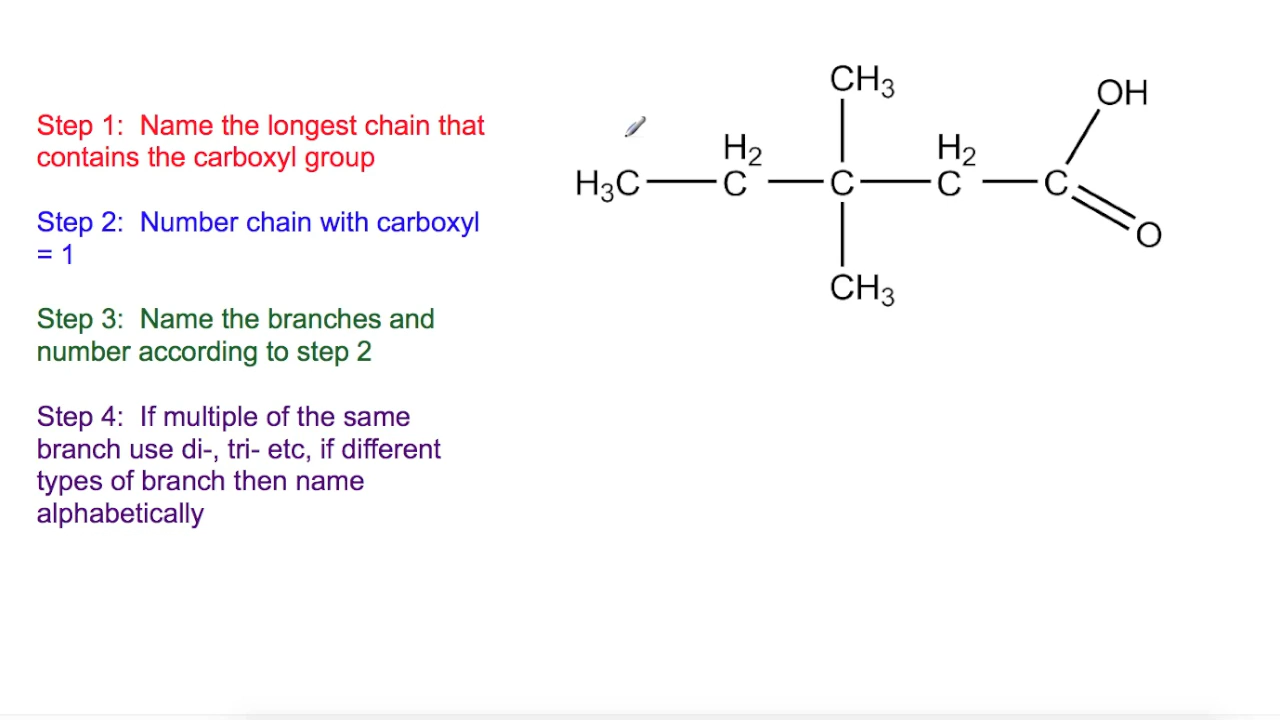 Step 1:  Name the longest chain that
contains the carboxyl group
Step 2:  Number chain with carboxyl
= 1
Step 3:  Name the branches and
number according to step 2
Step 4:  If multiple of the same
branch use di-, tri- etc, if different
types of branch then name
alphabetically
CH3
OH
H2 H2
H3C C C C C
O
CH3